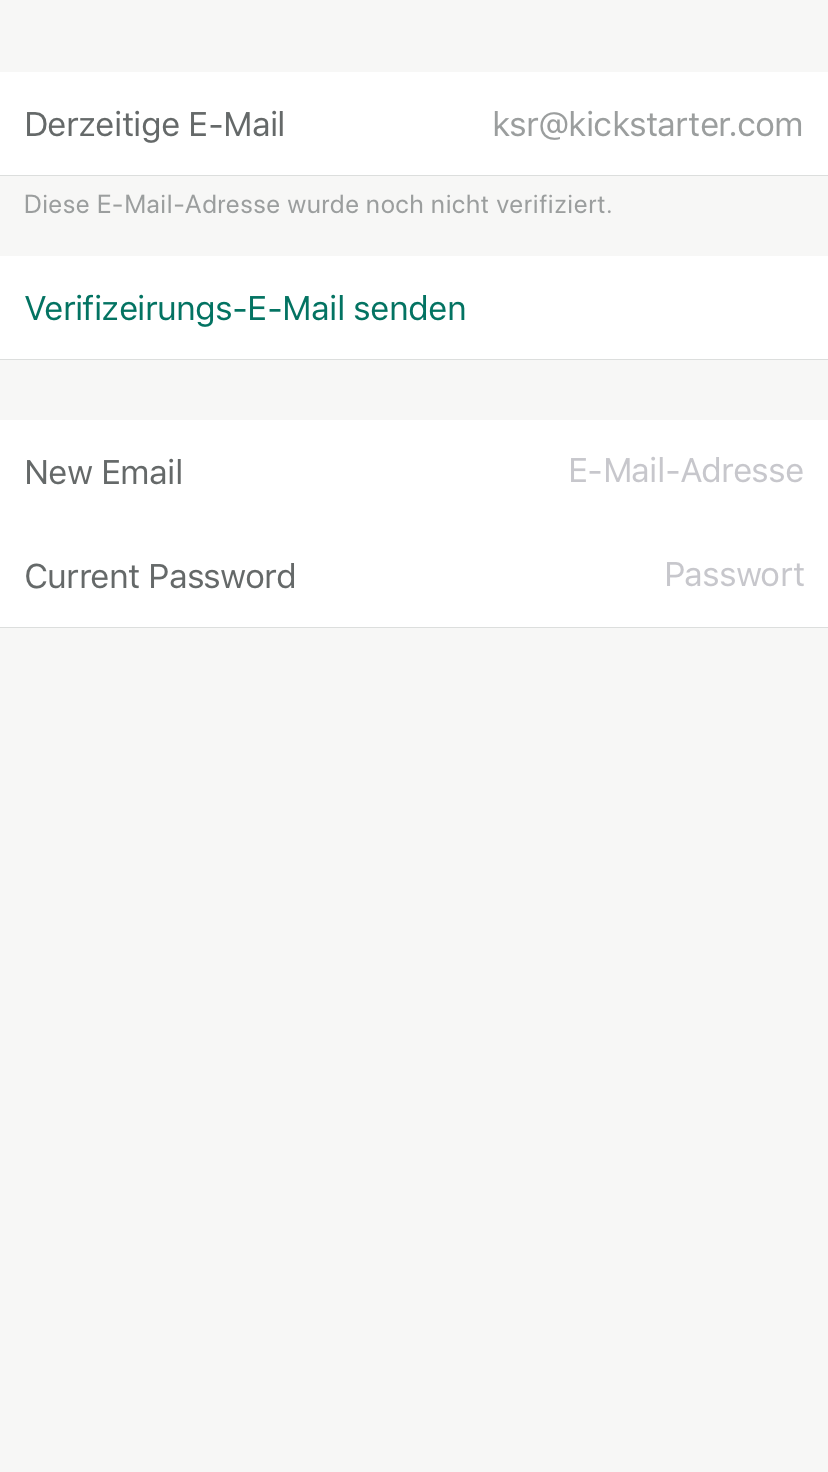 Derzeitige E-Mail ksr@kickstarter.com
Diese E-Mail-Adresse wurde noch nicht verifiziert.
Verifizeirungs-E-Mail senden
New Email E-Mail-Adresse
Current Password Passwort